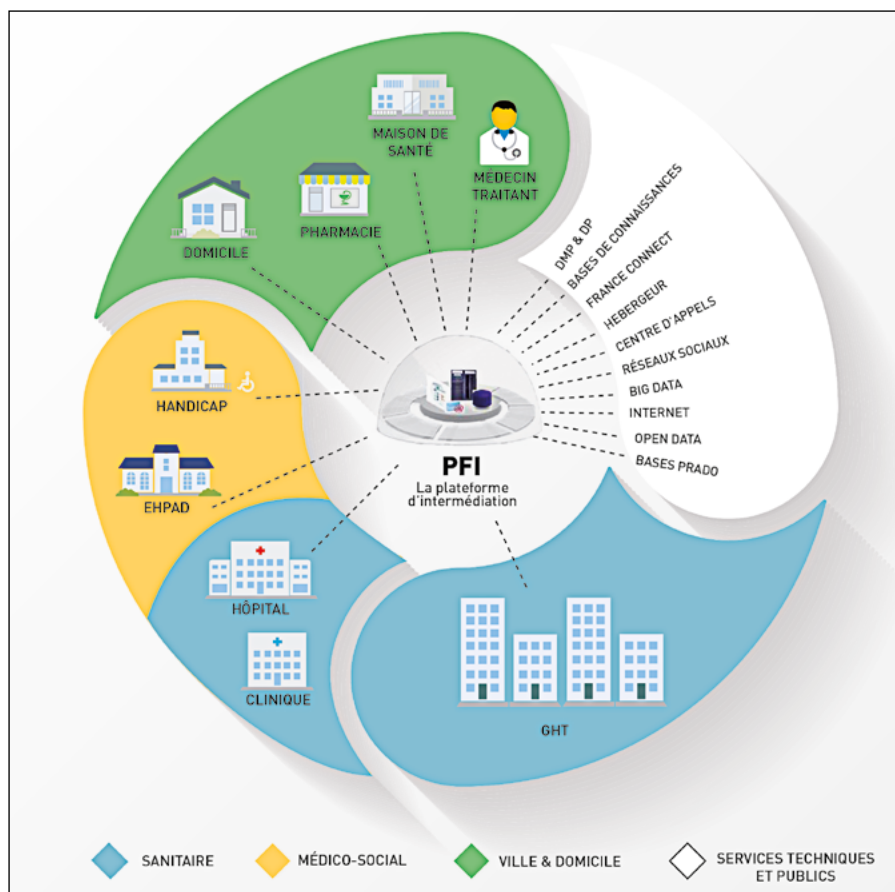 MAISON DE
SANTÉ
MÉDECIN
TRAITANT
PHARMACIE
DOMICILE
DMP & DP
BASES DE CONNAISSANCES
FRANCE CONNECT
HEBERGEUR
CENTRE D'APPELS
RÉSEAUX SOCIAUX
BIG DATA
INTERNET
OPEN DATA
BASES PRADO
HANDICAP
EHPAD
PFI
La plateforme
d'intermédiation
HÔPITAL
CLINIQUE
GHT
SANITAIRE
MÉDICO-SOCIAL
VILLE & DOMICILE
SERVICES TECHNIQUES
ET PUBLICS